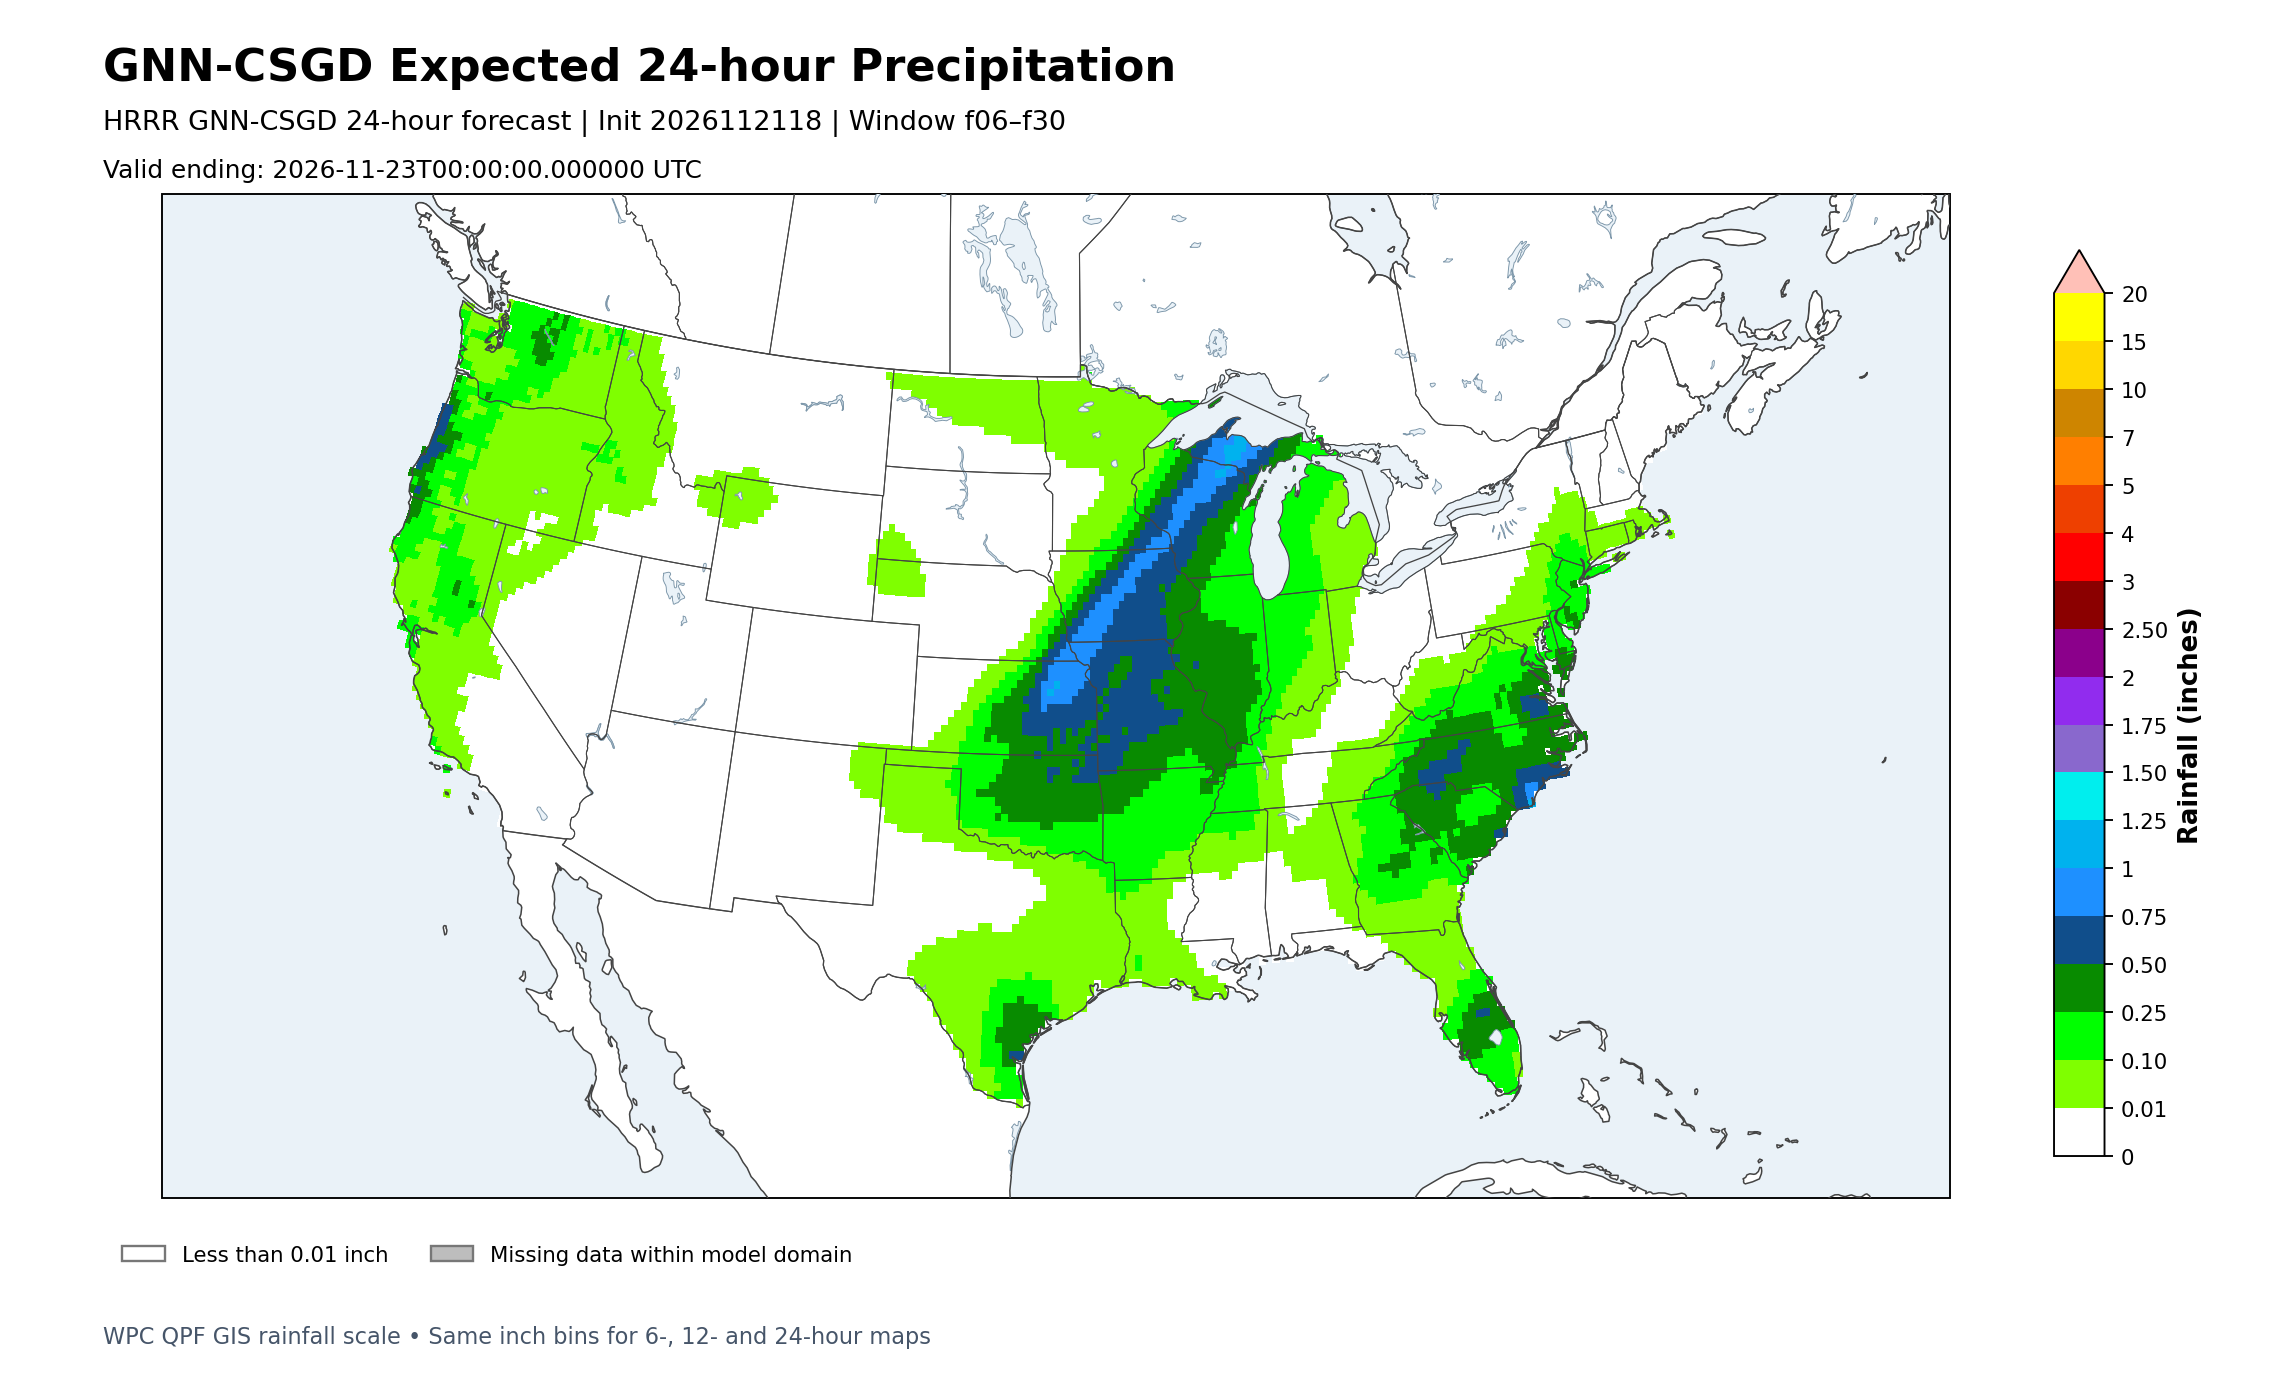 GNN-CSGD Expected 24-hour Precipitation
HRRR GNN-CSGD 24-hour forecast | Init 2026112118 | Window f06–f30
Valid ending: 2026-11-23T00:00:00.000000 UTC
20
15
10
7
5
4
3
2.50
2
1.75
1.50
1.25
1
0.75
0.50
0.25
0.10
0.01
0
Rainfall (inches)
Less than 0.01 inch
Missing data within model domain
WPC QPF GIS rainfall scale • Same inch bins for 6-, 12- and 24-hour maps